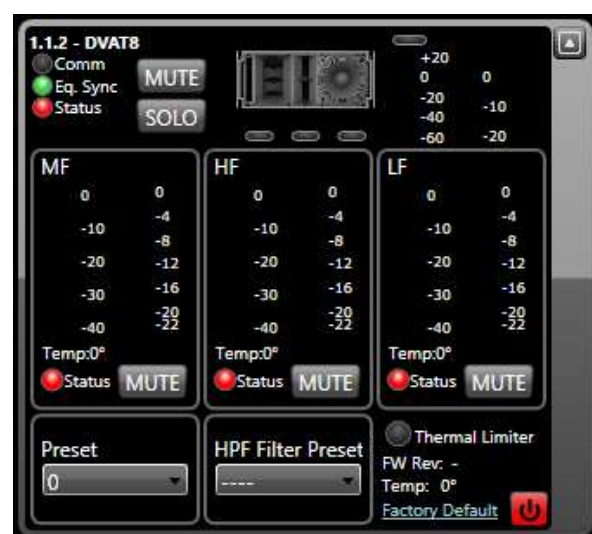 1.1.2 - DVAT8
Comm
Eq. Sync
Status
MUTE
SOLO
+20
0 0
-20
-10
-40
-60 -20
MF
0 0
-4
-10
-8
-20 -12
-30 -16
-20
-40 -22
Temp:0°
Status MUTE
HF
0 0
-4
-10
-8
-20 -12
-30 -16
-20
-40 -22
Temp:0°
Status MUTE
LF
0 0
-4
-10
-8
-20 -12
-30 -16
-20
-40 -22
Temp:0°
Status MUTE
Preset
0
HPF Filter Preset
----
Thermal Limiter
FW Rev: -
Temp: 0°
Factory Default